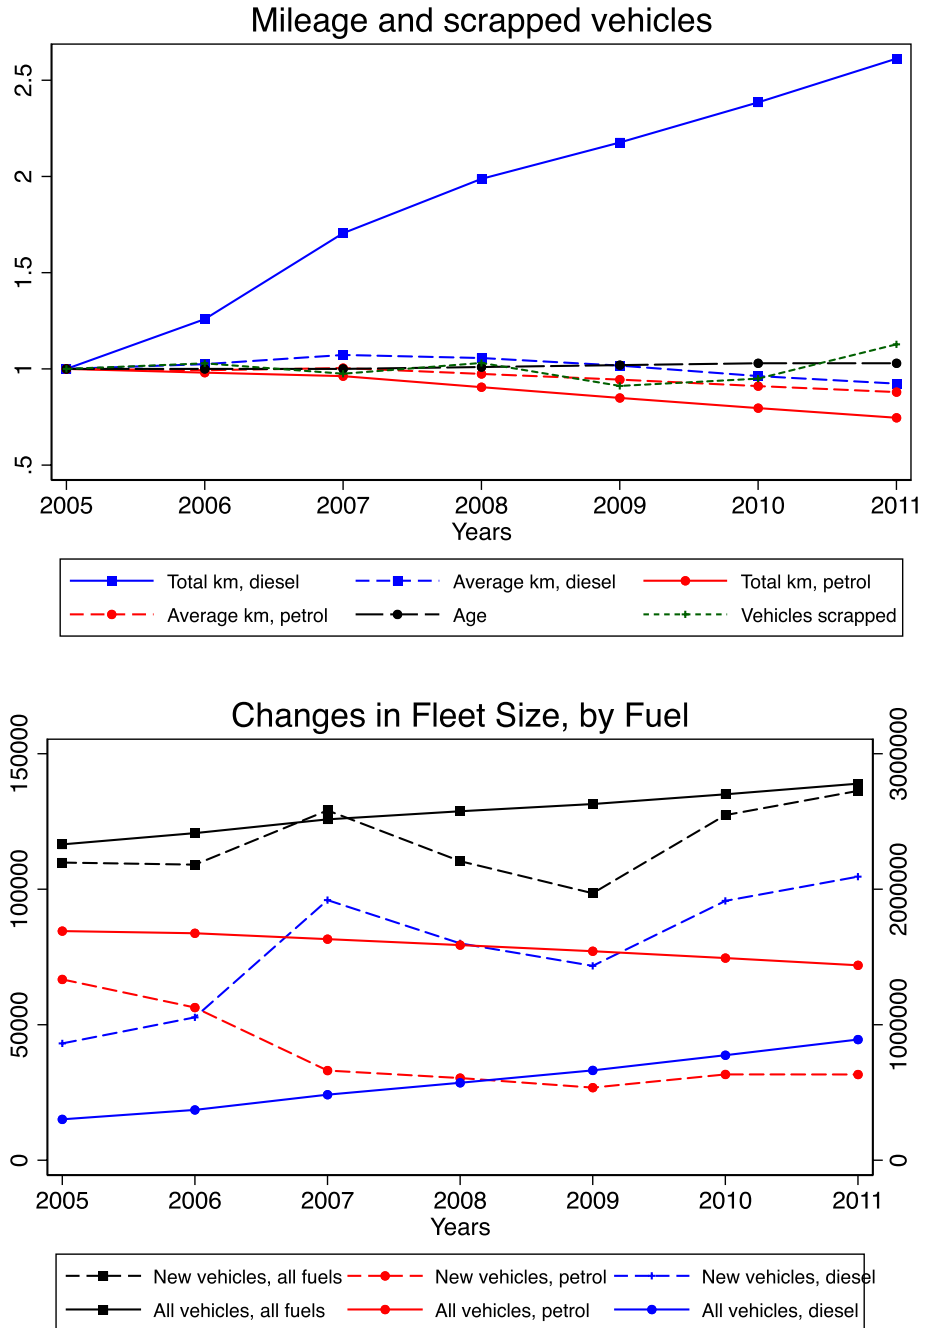 Mileage and scrapped vehicles
2.5
2
1.5
1
.5
2005 2006 2007 2008 2009 2010 2011
Years
Total km, diesel Average km, diesel Total km, petrol
Average km, petrol Age Vehicles scrapped
Changes in Fleet Size, by Fuel
150000 3000000
100000 2000000
50000 1000000
0 0
2005 2006 2007 2008 2009 2010 2011
Years
New vehicles, all fuels New vehicles, petrol New vehicles, diesel
All vehicles, all fuels All vehicles, petrol All vehicles, diesel